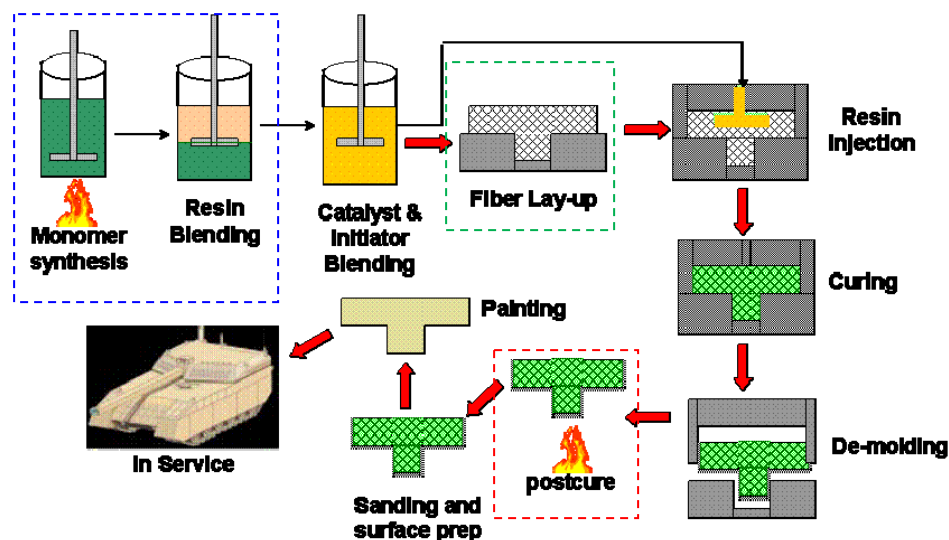 Monomer
synthesis
Resin
Blending
Catalyst &
Initiator
Blending
Fiber Lay-up
Resin
Injection
Curing
De-molding
postcure
Sanding and
surface prep
Painting
In Service